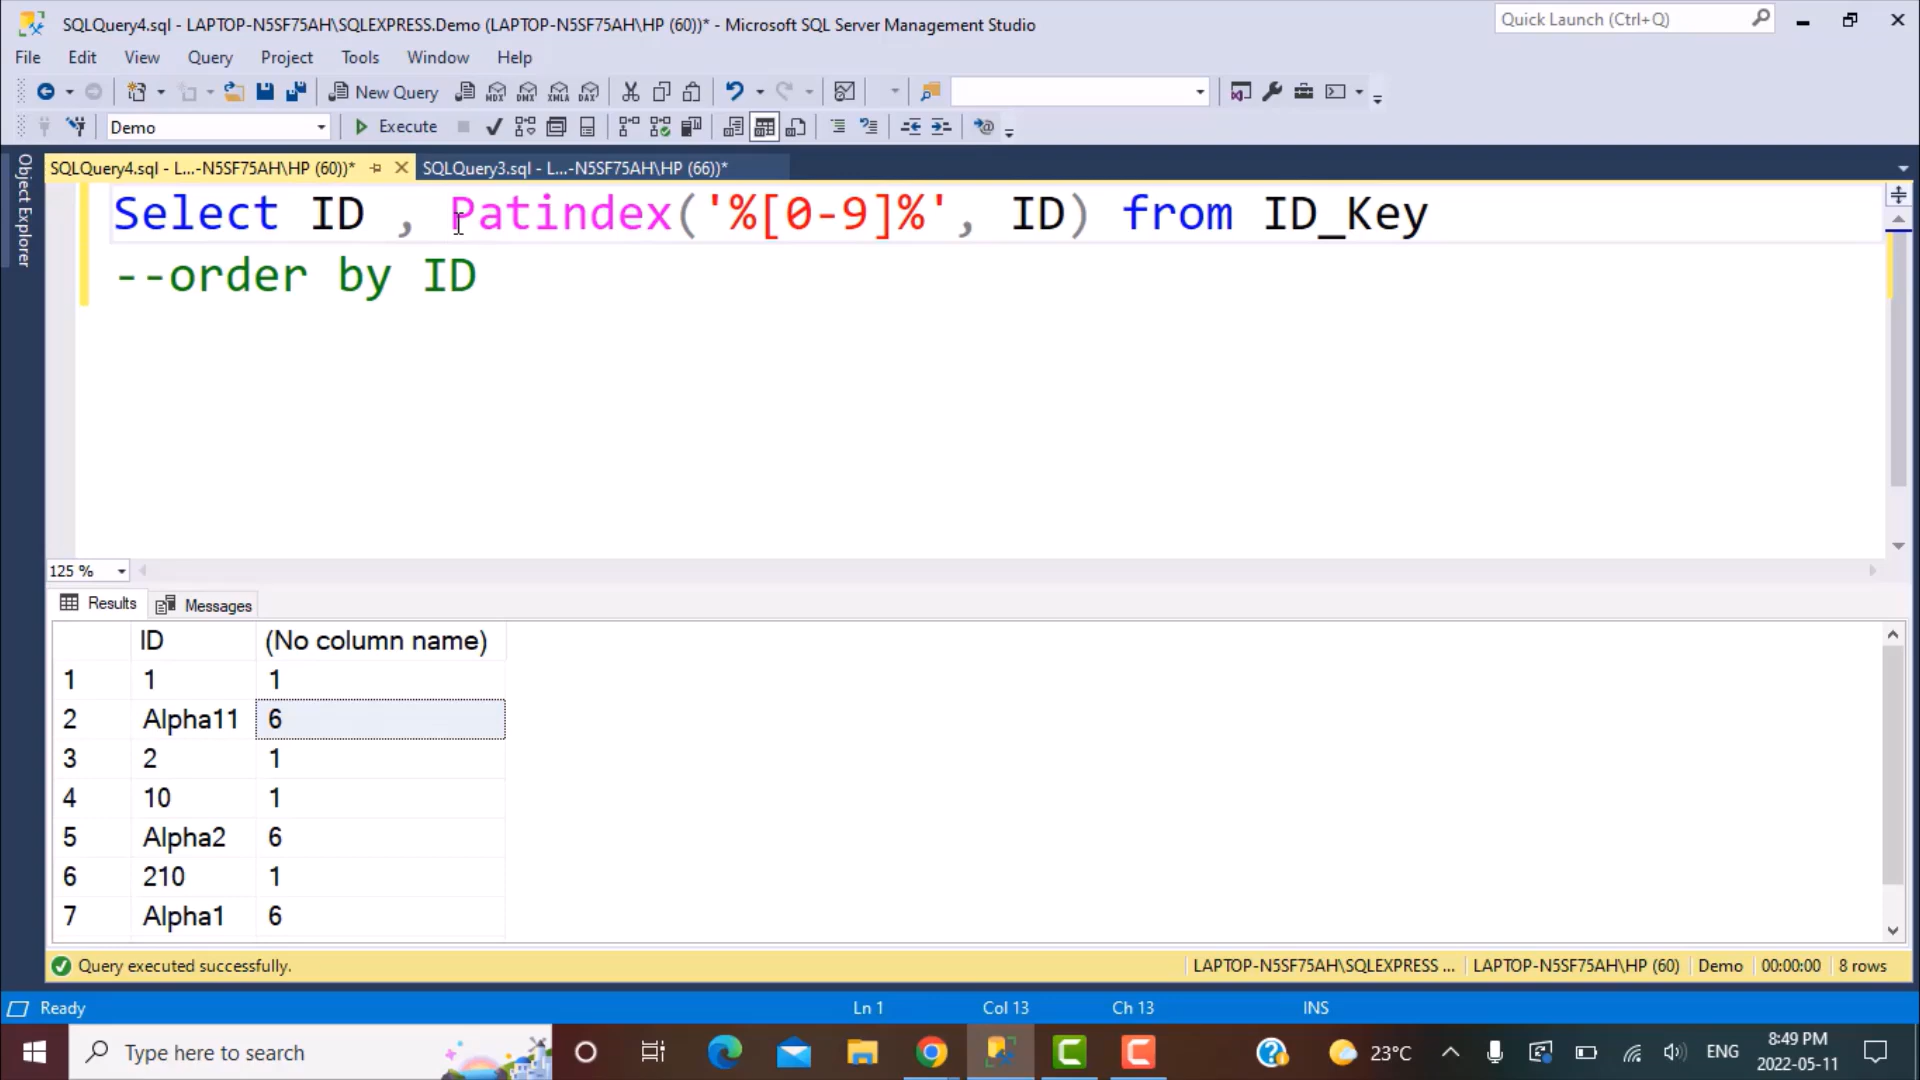 SQLQuery4.sql - LAPTOP-N5SF75AH\SQLEXPRESS.Demo (LAPTOP-N5SF75AH\HP (60))* - Microsoft SQL Server Management Studio
Quick Launch (Ctrl+Q)
File Edit View Query Project Tools Window Help
New Query MDX DMX XMLA DAX
Demo Execute
Object Explorer
SQLQuery4.sql - L...-N5SF75AH\HP (60))* SQLQuery3.sql - L...-N5SF75AH\HP (66))*
Select ID , Patindex('%[0-9]%', ID) from ID_Key
--order by ID
125 %
Results Messages
ID (No column name)
1 1 1
2 Alpha11 6
3 2 1
4 10 1
5 Alpha2 6
6 210 1
7 Alpha1 6
Query executed successfully. LAPTOP-N5SF75AH\SQLEXPRESS ... LAPTOP-N5SF75AH\HP (60) Demo 00:00:00 8 rows
Ready Ln 1 Col 13 Ch 13 INS
Type here to search 23°C ENG 8:49 PM
2022-05-11